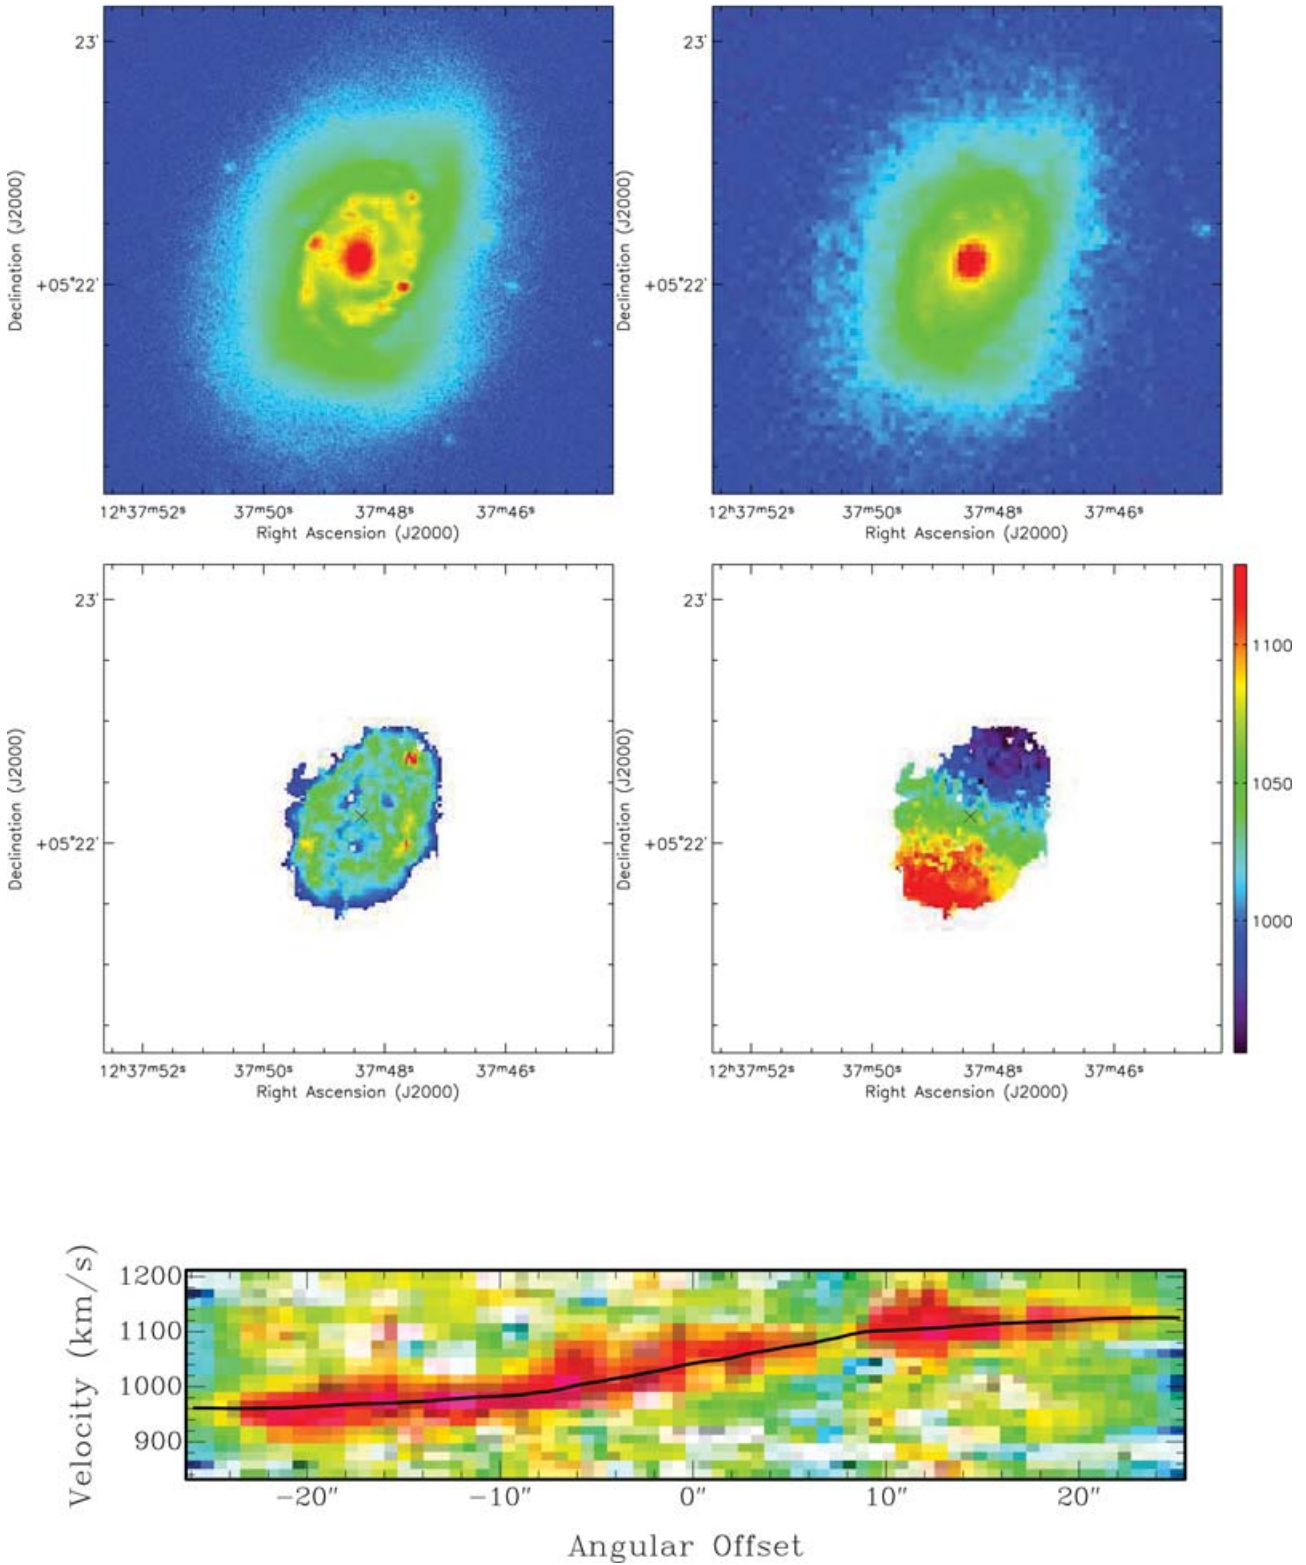 23'
Declination (J2000)
+05°22'
12ʰ37ᵐ52ˢ 37ᵐ50ˢ 37ᵐ48ˢ 37ᵐ46ˢ
Right Ascension (J2000)
23'
Declination (J2000)
+05°22'
12ʰ37ᵐ52ˢ 37ᵐ50ˢ 37ᵐ48ˢ 37ᵐ46ˢ
Right Ascension (J2000)
23'
Declination (J2000)
+05°22'
12ʰ37ᵐ52ˢ 37ᵐ50ˢ 37ᵐ48ˢ 37ᵐ46ˢ
Right Ascension (J2000)
23'
Declination (J2000)
+05°22'
12ʰ37ᵐ52ˢ 37ᵐ50ˢ 37ᵐ48ˢ 37ᵐ46ˢ
Right Ascension (J2000)
1100
1050
1000
Velocity (km/s)
1200
1100
1000
900
−20″ −10″ 0″ 10″ 20″
Angular Offset